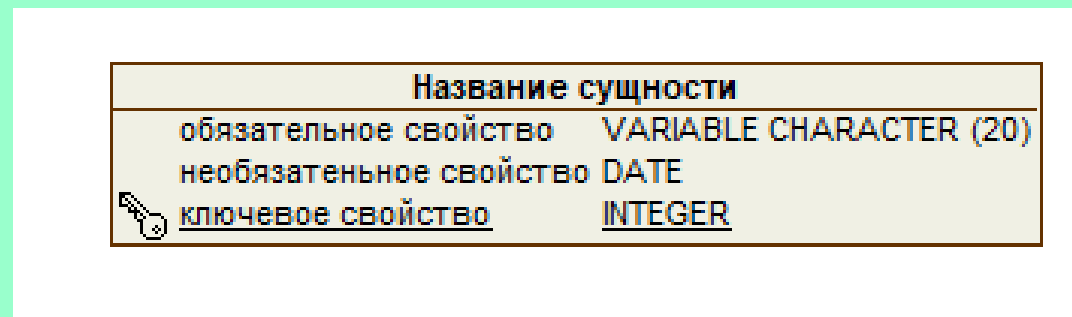 Название сущности
обязательное свойство VARIABLE CHARACTER (20)
необязатеньное свойство DATE
ключевое свойство INTEGER